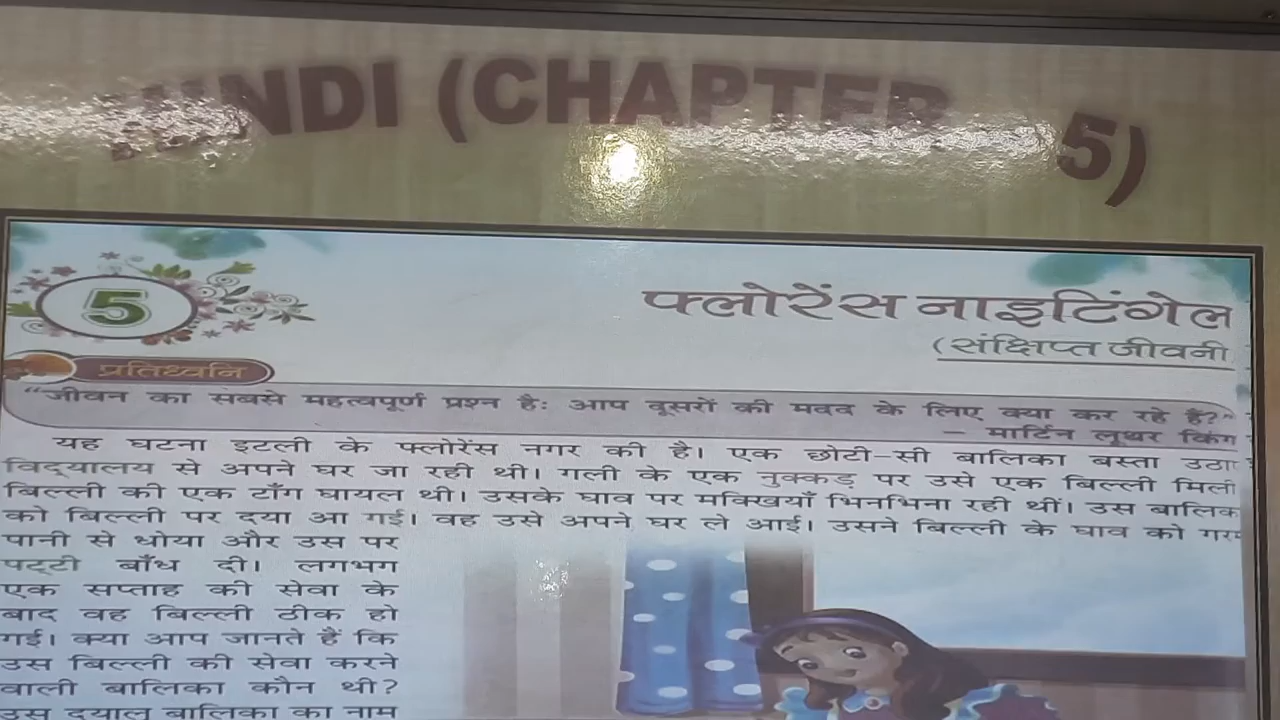 HINDI (CHAPTER 5)
5
फ्लोरेंस नाइटिंगेल
(संक्षिप्त जीवनी
प्रतिध्वनि
“जीवन का सबसे महत्वपूर्ण प्रश्न हैः आप दूसरों की मदद के लिए क्या कर रहे हैं?”
– मार्टिन लूथर किंग
यह घटना इटली के फ्लोरेंस नगर की है। एक छोटी-सी बालिका बस्ता उठा
विद्यालय से अपने घर जा रही थी। गली के एक नुक्कड़ पर उसे एक बिल्ली मिली
बिल्ली की एक टाँग घायल थी। उसके घाव पर मक्खियाँ भिनभिना रही थीं। उस
को बिल्ली पर दया आ गई। वह उसे अपने घर ले आई। उसने बिल्ली के घाव को
पानी से धोया और उस पर
पट्टी बाँध दी। लगभग
एक सप्ताह की सेवा के
बाद वह बिल्ली ठीक हो
गई। क्या आप जानते हैं कि
उस बिल्ली की सेवा करने
वाली बालिका कौन थी?
उस दयालु बालिका का नाम